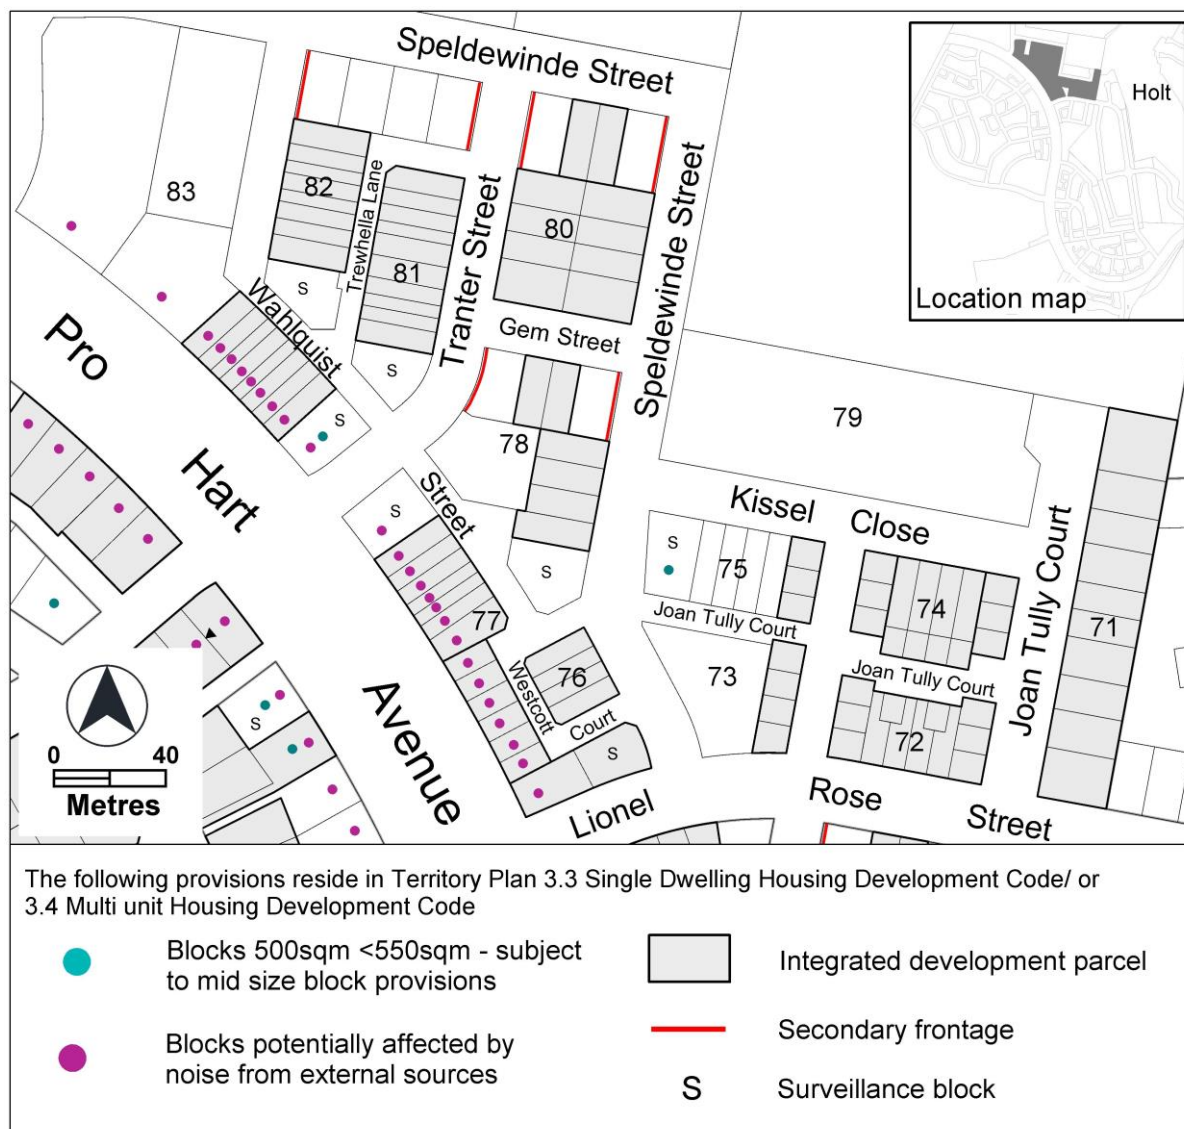 Speldewinde Street
Holt
Location map
83
82
Trewhella Lane
81
Tranter Street
80
Speldewinde Street
Gem Street
S
S
Wahlquist
S
Pro
Hart
Avenue
79
78
Street
S
S
Kissel
Close
S
75
Joan Tully Court
74
Joan Tully Court
71
77
76
Westcott
Court
S
73
Joan Tully Court
72
S
Lionel
Rose
Street
0 40
Metres
The following provisions reside in Territory Plan 3.3 Single Dwelling Housing Development Code/ or
3.4 Multi unit Housing Development Code
Blocks 500sqm <550sqm - subject
to mid size block provisions
Blocks potentially affected by
noise from external sources
Integrated development parcel
Secondary frontage
S Surveillance block